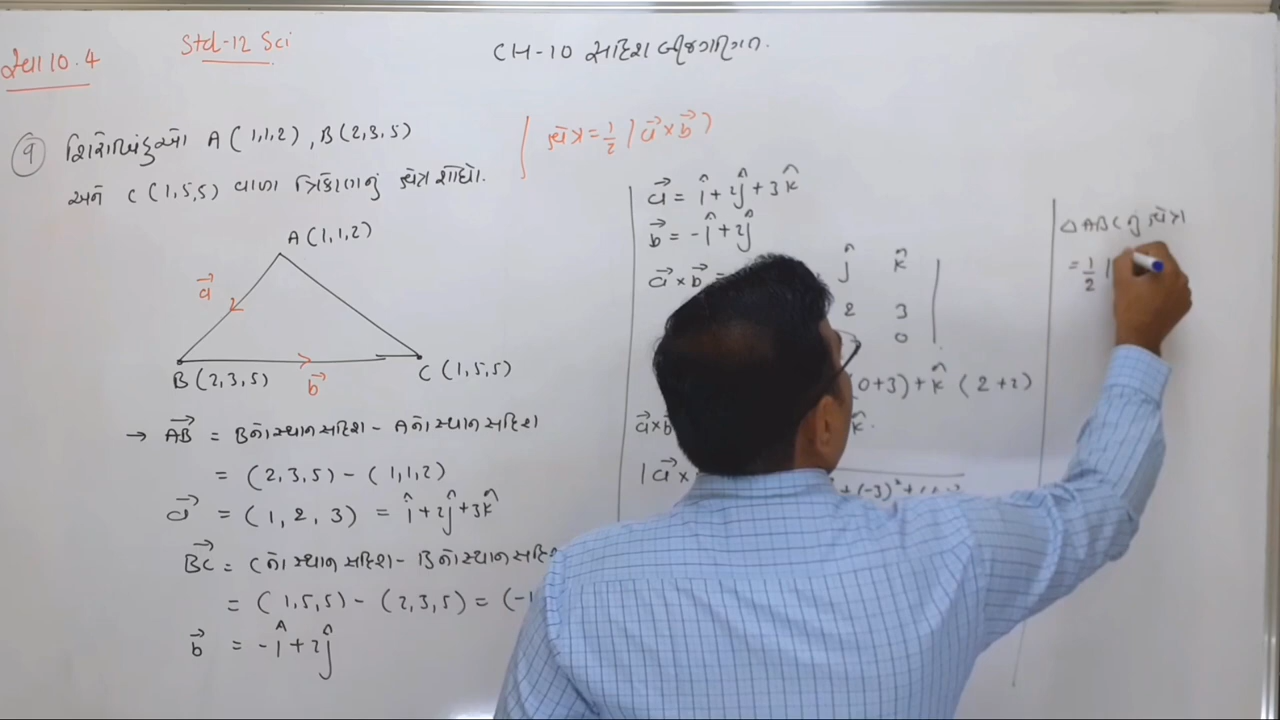 સ્વા 10.4
Std-12 Sci
CH-10 સદિશ બીજગણિત.
9 શિરોબિંદુઓ A (1,1,2) , B(2,3,5)
અને C (1,5,5) વાળા ત્રિકોણનું ક્ષેત્ર શોધો.
ક્ષેત્ર = 1/2 |a⃗ × b⃗)
A (1,1,2)
a⃗
B (2,3,5)
b⃗
C (1,5,5)
→ AB⃗ = B નો સ્થાન સદિશ - A નો સ્થાન સદિશ
= (2,3,5) - (1,1,2)
a⃗ = (1, 2, 3) = î + 2ĵ + 3k̂
BC⃗ = C નો સ્થાન સદિશ - B નો સ્થાન સદિ
= (1,5,5) - (2,3,5) = (-1
b⃗ = -î + 2ĵ
a⃗ = î + 2ĵ + 3k̂
b⃗ = -î + 2ĵ
a⃗ × b⃗ = ĵ k̂
2 3
0
(0+3) + k̂ (2+2)
a⃗×b k̂.
|a⃗ × + (-3)² +
△ABC નું ક્ષેત્ર
= 1/2 |